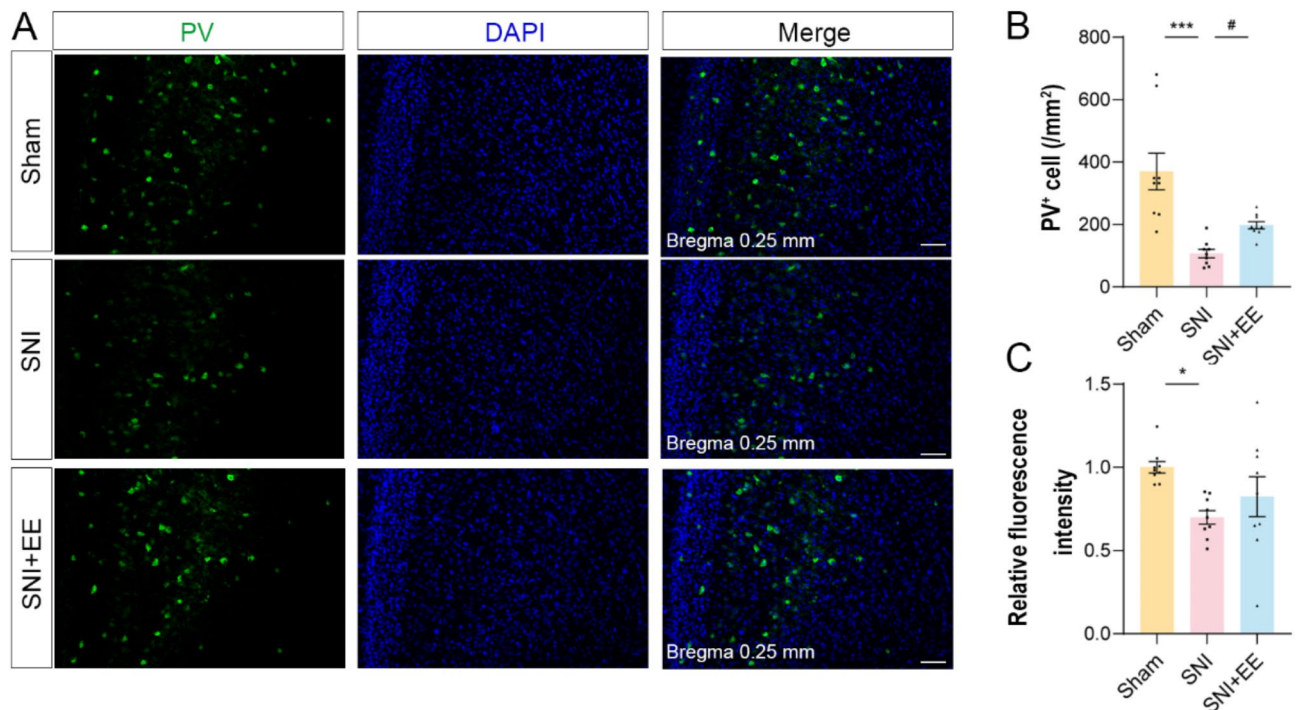 A
PV
DAPI
Merge
Sham
Bregma 0.25 mm
SNI
Bregma 0.25 mm
SNI+EE
Bregma 0.25 mm
B
PV⁺ cell (/mm²)
800
600
400
200
0
***
#
Sham
SNI
SNI+EE
C
Relative fluorescence
intensity
1.5
1.0
0.5
0.0
*
Sham
SNI
SNI+EE